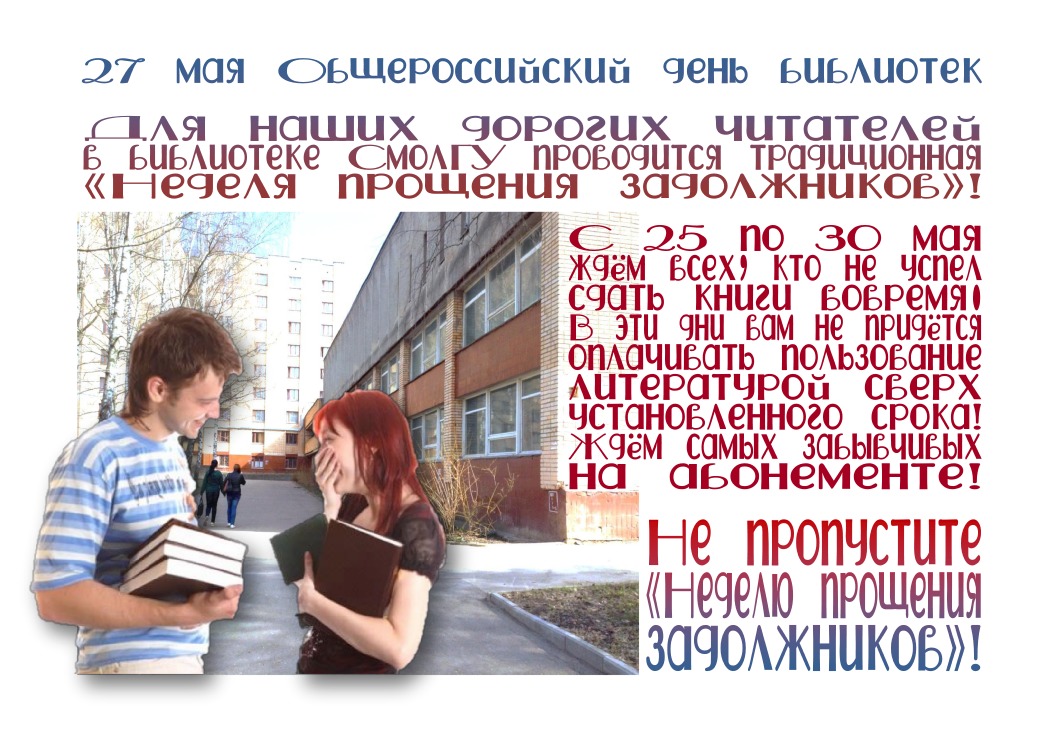 27 мая Общероссийский день библиотек
Для наших дорогих читателей
в библиотеке СмолГУ проводится традиционная
«Неделя прощения задолжников»!
С 25 по 30 мая
ждём всех, кто не успел
сдать книги вовремя!
В эти дни вам не придётся
оплачивать пользование
литературой сверх
установленного срока!
Ждём самых забывчивых
на абонементе!
Не пропустите
«Неделю прощения
задолжников»!